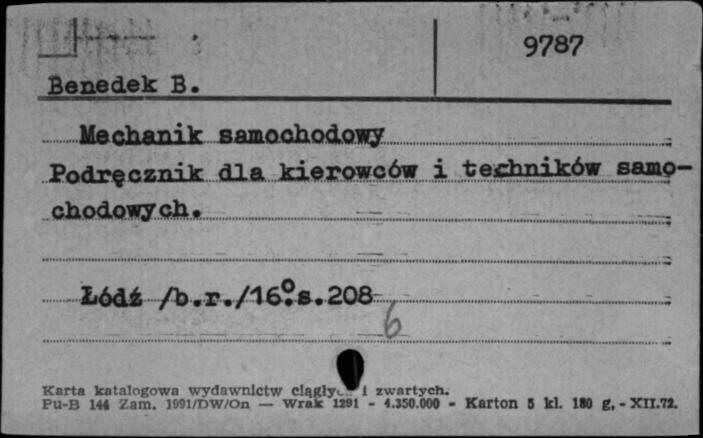 9787
Benedek B.
Mechanik samochodowy
Podręcznik dla kierowców i techników samo-
chodowych.
Łódź /b.r./16°.s.208
6
Karta katalogowa wydawnictw ciągłych i zwartych.
Pu-B 144 Zam. 1991/DW/On — Wrak 1291 - 4.350.000 - Karton 5 kl. 180 g, - XII.72.